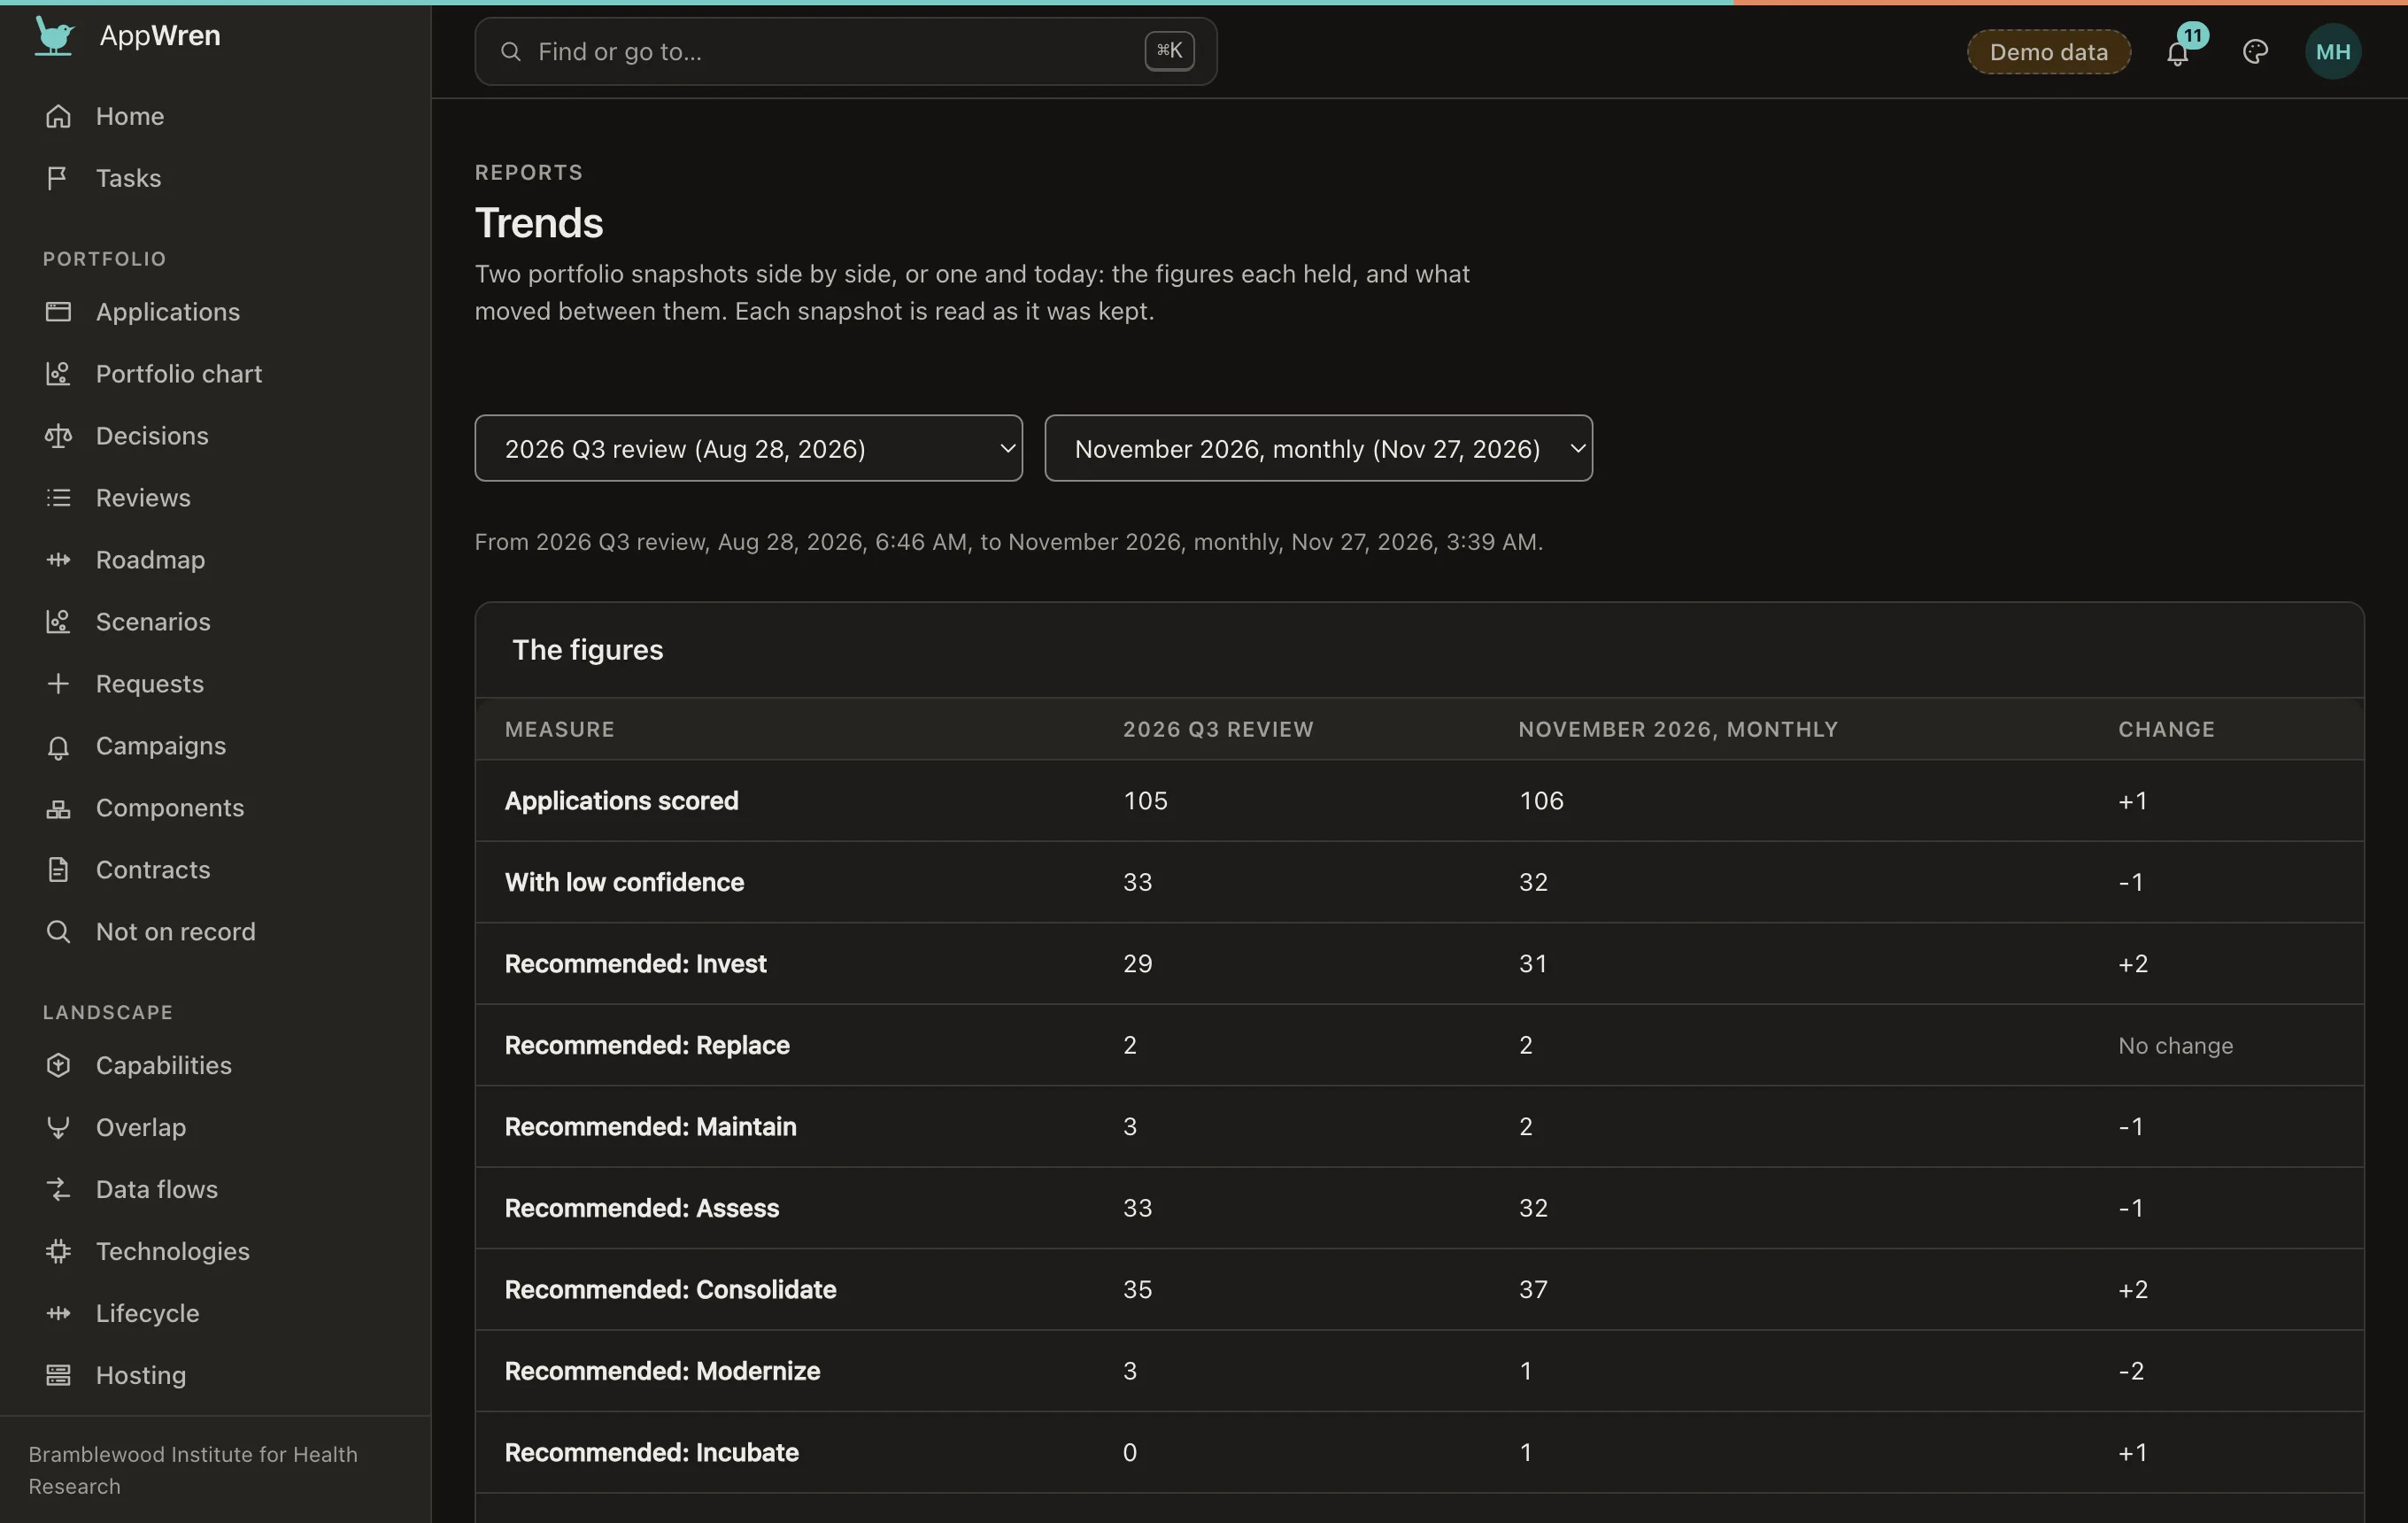 AppWren
Find or go to...
⌘K
Demo data
11
MH
Home
Tasks
PORTFOLIO
Applications
Portfolio chart
Decisions
Reviews
Roadmap
Scenarios
Requests
Campaigns
Components
Contracts
Not on record
LANDSCAPE
Capabilities
Overlap
Data flows
Technologies
Lifecycle
Hosting
Bramblewood Institute for Health
Research
REPORTS
Trends
Two portfolio snapshots side by side, or one and today: the figures each held, and what
moved between them. Each snapshot is read as it was kept.
2026 Q3 review (Aug 28, 2026)
November 2026, monthly (Nov 27, 2026)
From 2026 Q3 review, Aug 28, 2026, 6:46 AM, to November 2026, monthly, Nov 27, 2026, 3:39 AM.
The figures
MEASURE 2026 Q3 REVIEW NOVEMBER 2026, MONTHLY CHANGE
Applications scored 105 106 +1
With low confidence 33 32 -1
Recommended: Invest 29 31 +2
Recommended: Replace 2 2 No change
Recommended: Maintain 3 2 -1
Recommended: Assess 33 32 -1
Recommended: Consolidate 35 37 +2
Recommended: Modernize 3 1 -2
Recommended: Incubate 0 1 +1